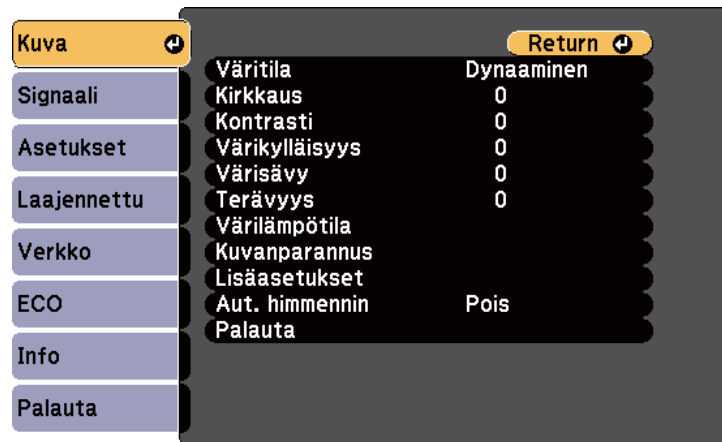 Kuva
Signaali
Asetukset
Laajennettu
Verkko
ECO
Info
Palauta
Return
Väritila Dynaaminen
Kirkkaus 0
Kontrasti 0
Värikylläisyys 0
Värisävy 0
Terävyys 0
Värilämpötila
Kuvanparannus
Lisäasetukset
Aut. himmennin Pois
Palauta